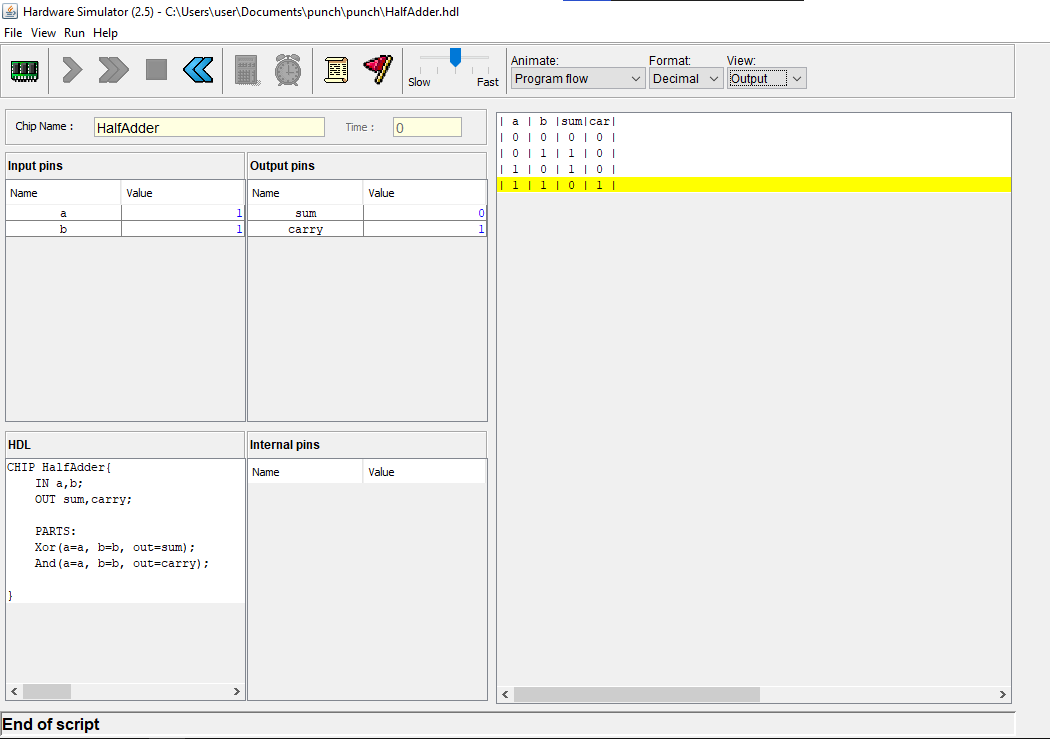 Hardware Simulator (2.5) - C:\Users\user\Documents\punch\punch\HalfAdder.hdl
File View Run Help
Slow Fast
Animate: Format: View:
Program flow Decimal Output
Chip Name : HalfAdder Time : 0
Input pins Output pins
Name Value Name Value
a 1 sum 0
b 1 carry 1
| a | b |sum|car|
| 0 | 0 | 0 | 0 |
| 0 | 1 | 1 | 0 |
| 1 | 0 | 1 | 0 |
| 1 | 1 | 0 | 1 |
HDL
CHIP HalfAdder{
IN a,b;
OUT sum,carry;
PARTS:
Xor(a=a, b=b, out=sum);
And(a=a, b=b, out=carry);
}
Internal pins
Name Value
End of script